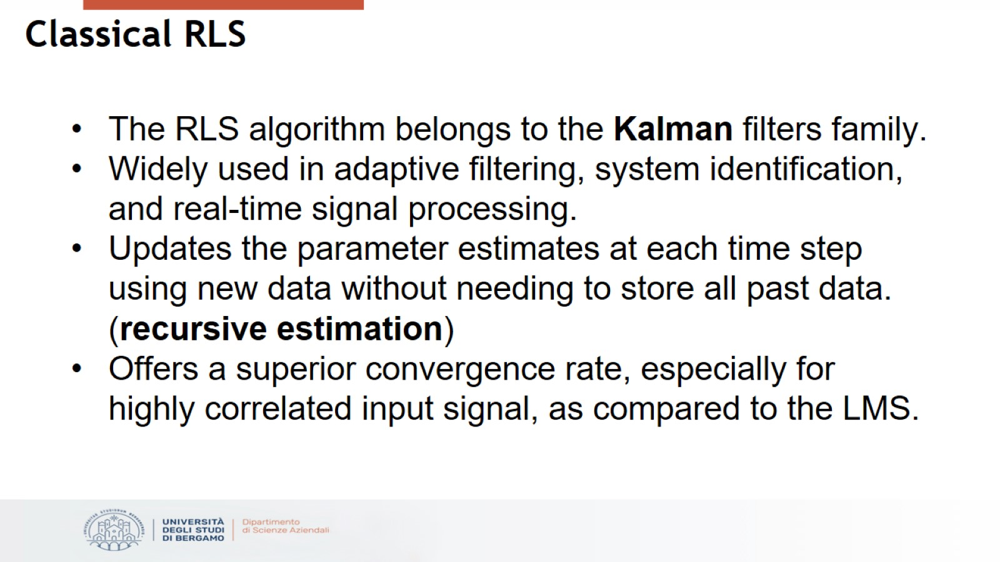 Classical RLS
• The RLS algorithm belongs to the Kalman filters family.
• Widely used in adaptive filtering, system identification,
and real-time signal processing.
• Updates the parameter estimates at each time step
using new data without needing to store all past data.
(recursive estimation)
• Offers a superior convergence rate, especially for
highly correlated input signal, as compared to the LMS.
UNIVERSITÀ
DEGLI STUDI
DI BERGAMO
Dipartimento
di Scienze Aziendali